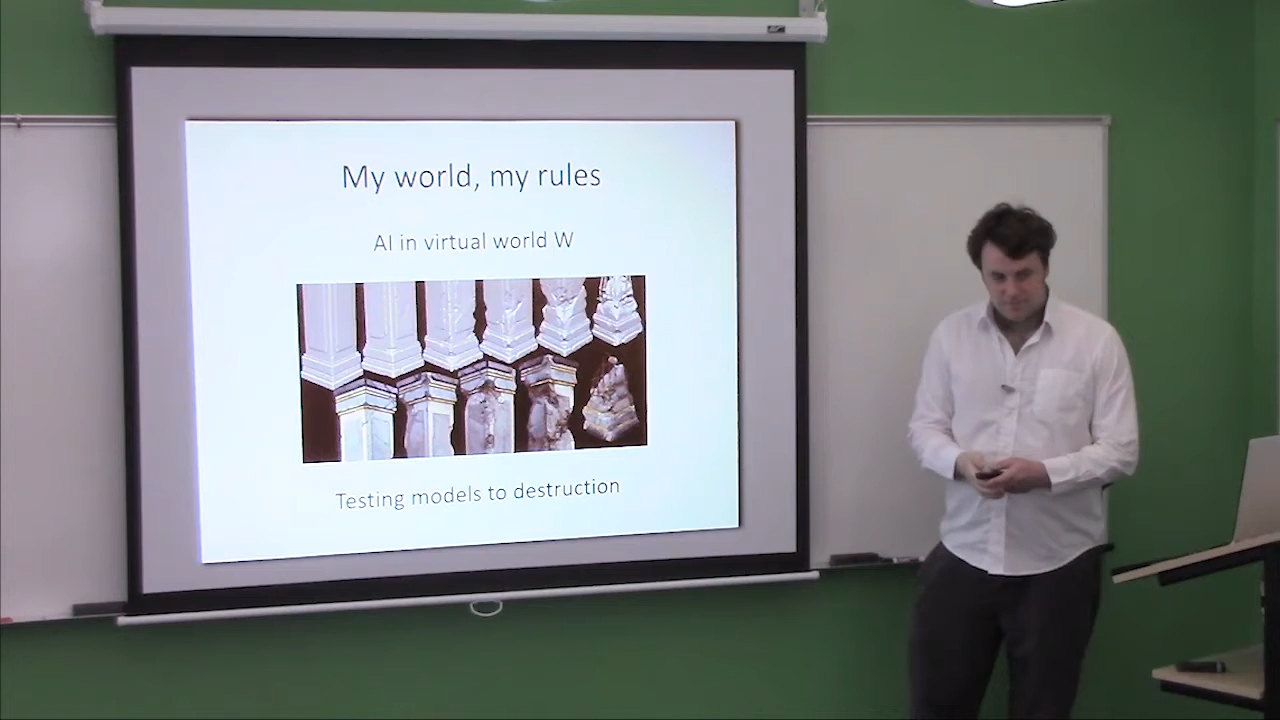 My world, my rules
AI in virtual world W
Testing models to destruction